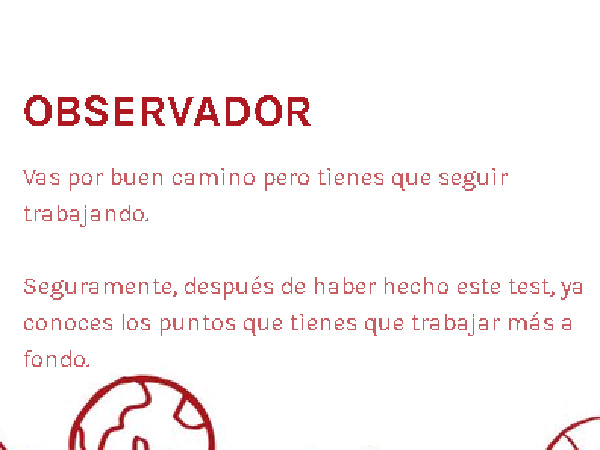 OBSERVADOR
Vas por buen camino pero tienes que seguir
trabajando.
Seguramente, después de haber hecho este test, ya
conoces los puntos que tienes que trabajar más a
fondo.